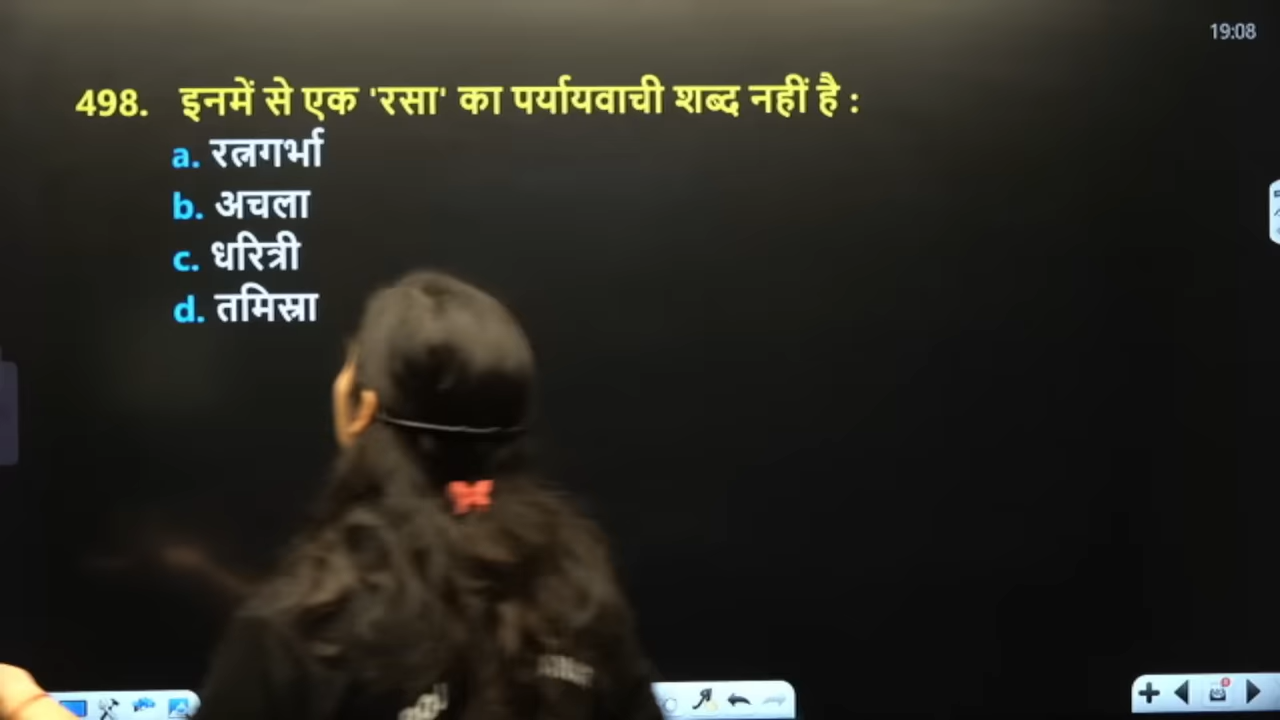 19:08
498. इनमें से एक 'रसा' का पर्यायवाची शब्द नहीं है :
a. रत्नगर्भा
b. अचला
c. धरित्री
d. तमिस्रा